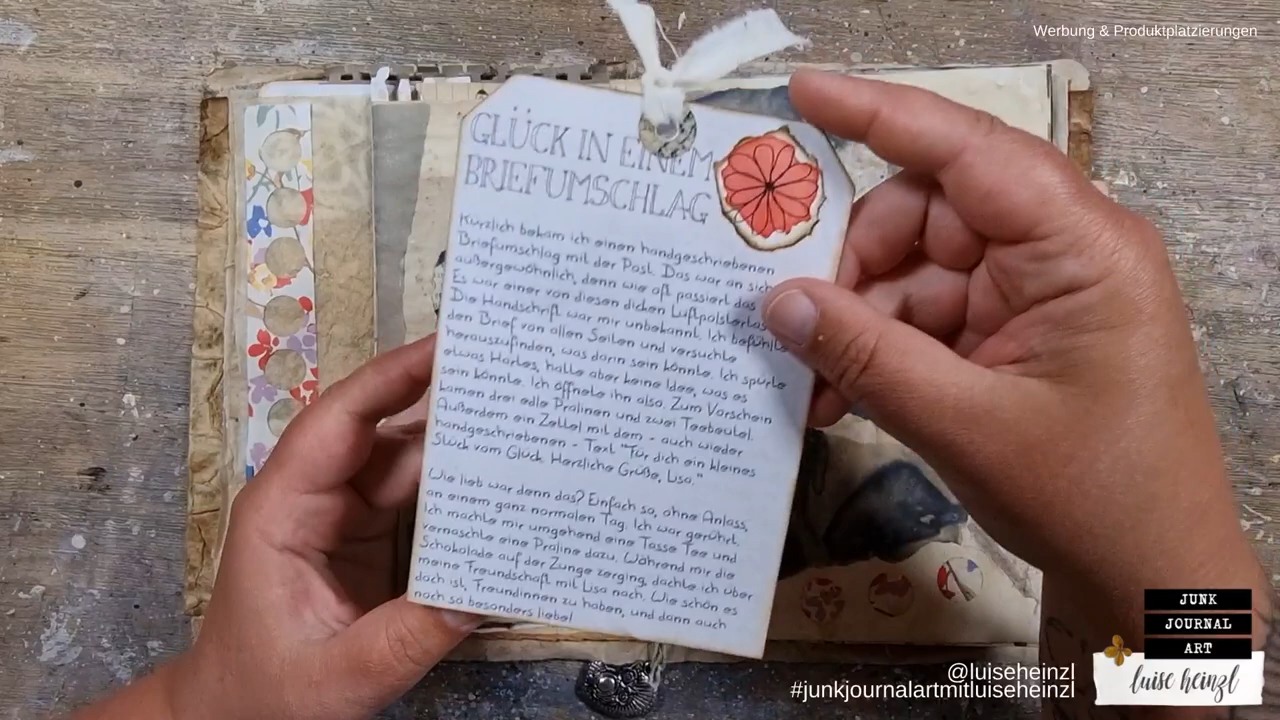 Werbung & Produktplatzierungen
GLÜCK IN EINEM
BRIEFUMSCHLAG
Kürzlich bekam ich einen handgeschriebenen
Briefumschlag mit der Post. Das war an sich
außergewöhnlich, denn wie oft passiert das
Es war einer von diesen dicken
Die Handschrift war mir unbekannt. Ich befühlte
den Brief von allen Seiten und versuchte
herauszufinden, was darin sein könnte. Ich spürte
etwas Hartes, hatte aber keine Idee, was es
sein könnte. Ich öffnete ihn also. Zum Vorschein
kamen drei edle Pralinen und zwei Teebeutel.
Außerdem ein Zettel mit dem - auch wieder
handgeschriebenen - Text "Für dich ein kleines
Stück vom Glück. Herzliche Grüße, Lisa."
Wie lieb war denn das? Einfach so, ohne Anlass,
an einem ganz normalen Tag. Ich war gerührt.
Ich machte mir umgehend eine Tasse Tee und
vernaschte eine Praline dazu. Während mir die
Schokolade auf der Zunge zerging, dachte ich über
meine Freundschaft mit Lisa nach. Wie schön es
doch ist, Freundinnen zu haben, und dann auch
noch so besonders liebe!
JUNK
JOURNAL
ART
luise heinzl
@luiseheinzl
#junkjournalartmitluiseheinzl